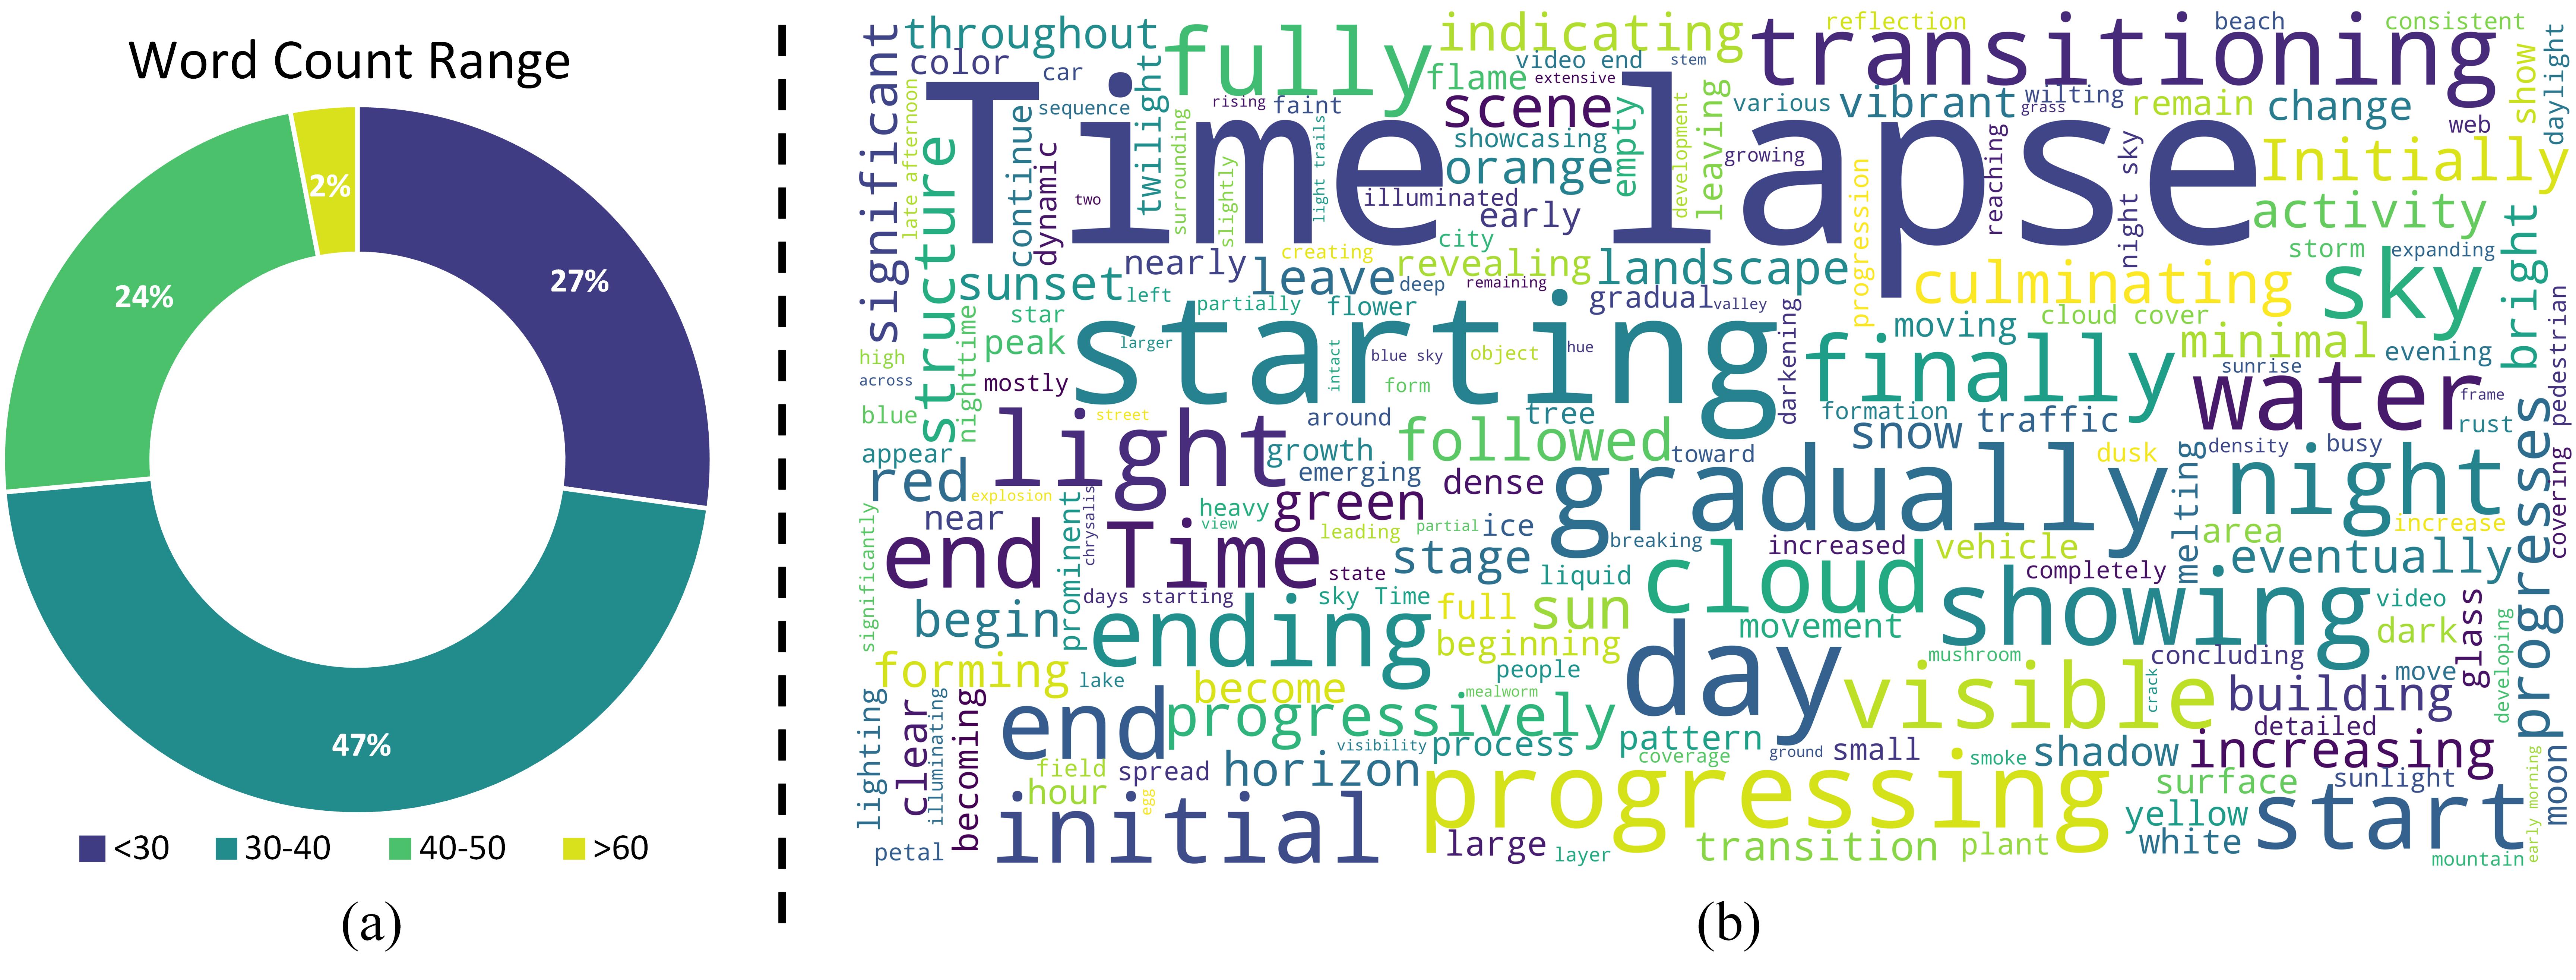 Word Count Range
2%
27%
24%
47%
<30
30-40
40-50
>60
(a)
throughout
fully
indicating
reflection
transitioning
beach
consistent
significant
color
car
video end
stem
flame
extensive
Time lapse
late afternoon
structure
continue
sequence
dynamic
two
twilight
surrounding
rising
faint
slightly
light trails
scene
showcasing
orange
empty
development
leaving
various
vibrant
wilting
grass
remain
change
show
daylight
web
growing
reaching
night sky
Initially
illuminated
early
city
progression
activity
storm
expanding
bright
nearly
creating
leave
revealing
landscape
sunset
left
deep
remaining
culminating
sky
partially
flower
gradual
valley
star
peak
starting
larger
intact
blue sky
object
hue
form
darkening
moving
cloud cover
finally
minimal
evening
sunrise
pedestrian
high
across
nighttime
mostly
blue
appear
light
street
around
tree
formation
traffic
water
frame
rust
growth
followed
toward
snow
dusk
density
busy
red
explosion
emerging
dense
gradually
melting
night
progresses
covering
near
heavy
view
green
leading
partial
ice
breaking
increased
vehicle
area
increase
significantly
prominent
chrysalis
end Time
state
stage
liquid
cloud
completely
eventually
begin
days starting
sky Time
full
sun
movement
showing
video
dark
glass
developing
ending
beginning
people
day
mushroom
concluding
move
forming
lake
become
mealworm
visible
crack
building
detailed
lighting
clear
illuminating
becoming
end
progressively
visibility
process
pattern
coverage
ground
small
smoke
shadow
increasing
moon
field
spread
horizon
hour
egg
progressing
surface
sunlight
early morning
initial
yellow
start
petal
large
layer
transition
plant
white
mountain
(b)